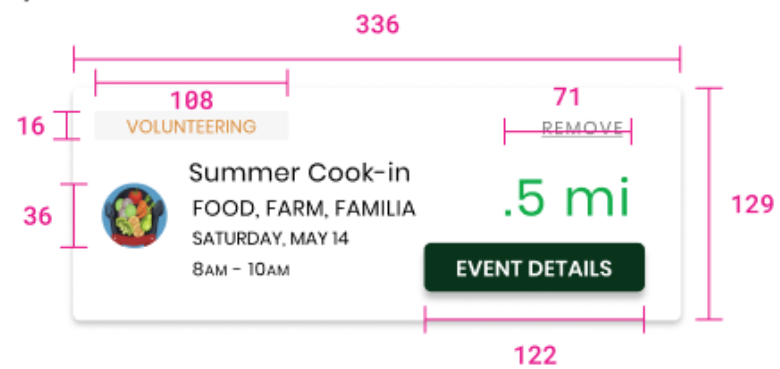 336
108
71
16
VOLUNTEERING
REMOVE
Summer Cook-in
.5 mi
36
FOOD, FARM, FAMILIA
129
SATURDAY, MAY 14
8AM - 10AM
EVENT DETAILS
122